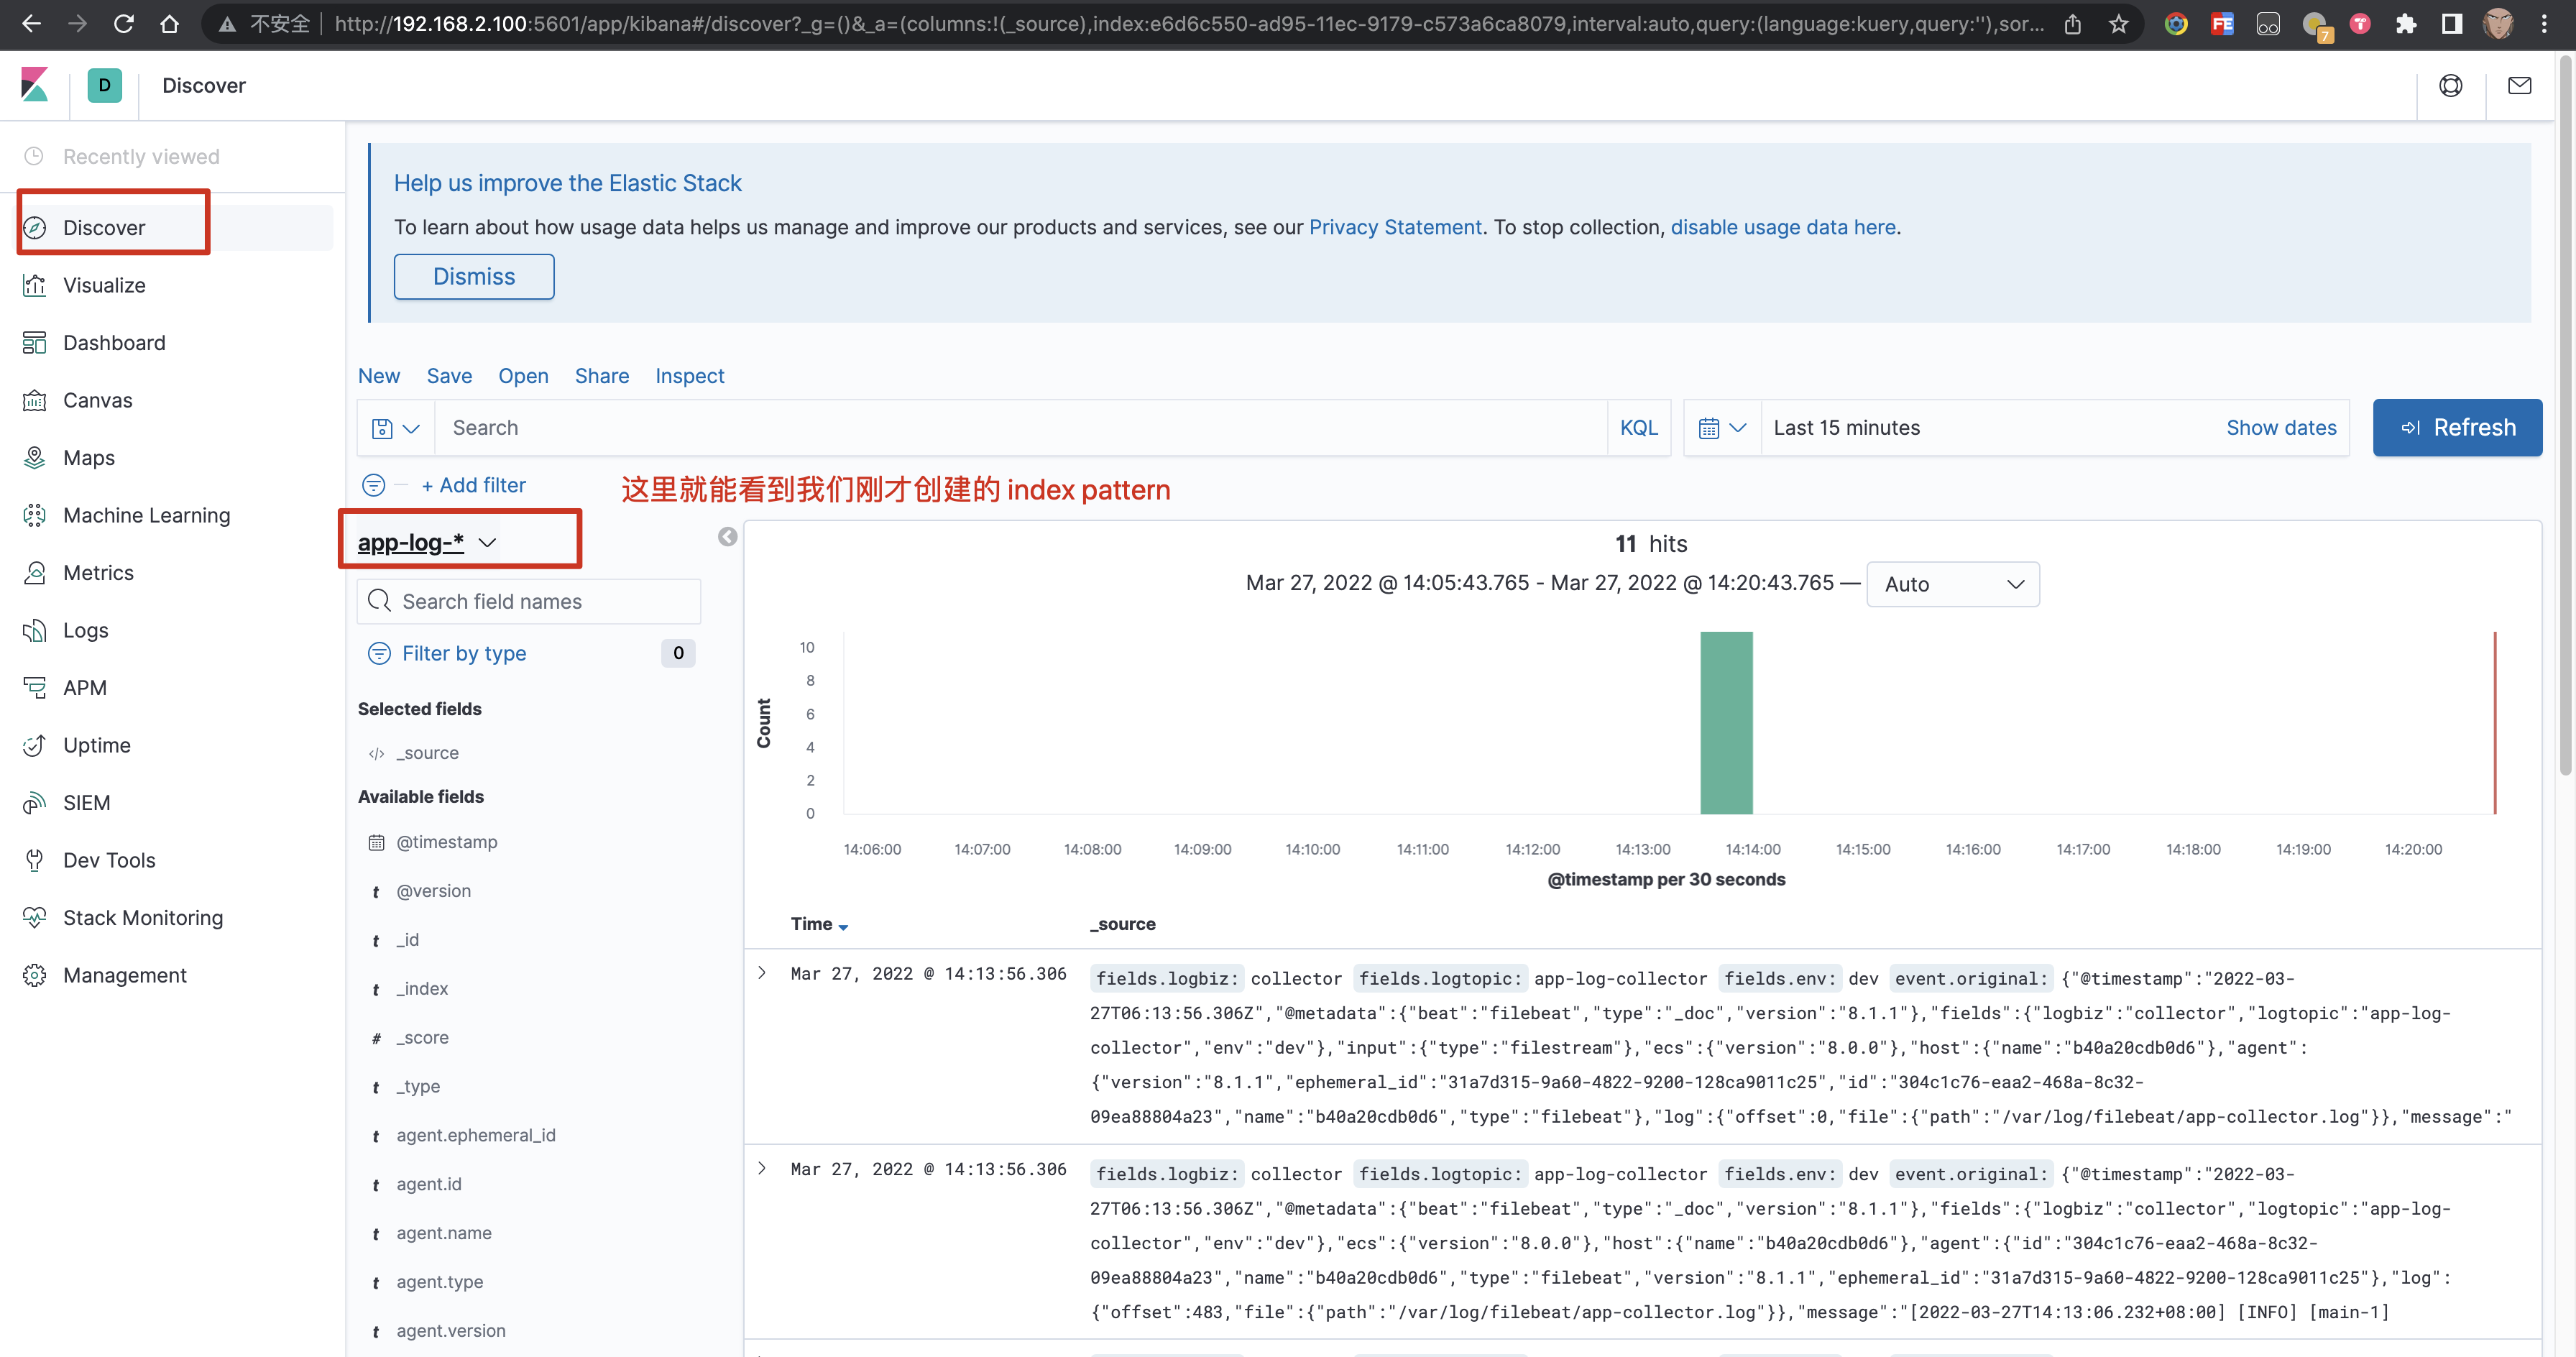 不安全 http://192.168.2.100:5601/app/kibana#/discover?_g=()&_a=(columns:!(_source),index:e6d6c550-ad95-11ec-9179-c573a6ca8079,interval:auto,query:(language:kuery,query:''),sor...
FE
7
D Discover
Recently viewed
Discover
Visualize
Dashboard
Canvas
Maps
Machine Learning
Metrics
Logs
APM
Uptime
SIEM
Dev Tools
Stack Monitoring
Management
Help us improve the Elastic Stack
To learn about how usage data helps us manage and improve our products and services, see our Privacy Statement. To stop collection, disable usage data here.
Dismiss
New Save Open Share Inspect
Search KQL Last 15 minutes Show dates Refresh
+ Add filter
这里就能看到我们刚才创建的 index pattern
app-log-*
Search field names
Filter by type 0
Selected fields
_source
Available fields
@timestamp
t @version
t _id
t _index
# _score
t _type
t agent.ephemeral_id
t agent.id
t agent.name
t agent.type
t agent.version
11 hits
Mar 27, 2022 @ 14:05:43.765 - Mar 27, 2022 @ 14:20:43.765 — Auto
Count
10
8
6
4
2
0
14:06:00 14:07:00 14:08:00 14:09:00 14:10:00 14:11:00 14:12:00 14:13:00 14:14:00 14:15:00 14:16:00 14:17:00 14:18:00 14:19:00 14:20:00
@timestamp per 30 seconds
Time _source
Mar 27, 2022 @ 14:13:56.306 fields.logbiz: collector fields.logtopic: app-log-collector fields.env: dev event.original: {"@timestamp":"2022-03-
27T06:13:56.306Z","@metadata":{"beat":"filebeat","type":"_doc","version":"8.1.1"},"fields":{"logbiz":"collector","logtopic":"app-log-
collector","env":"dev"},"input":{"type":"filestream"},"ecs":{"version":"8.0.0"},"host":{"name":"b40a20cdb0d6"},"agent":
{"version":"8.1.1","ephemeral_id":"31a7d315-9a60-4822-9200-128ca9011c25","id":"304c1c76-eaa2-468a-8c32-
09ea88804a23","name":"b40a20cdb0d6","type":"filebeat"},"log":{"offset":0,"file":{"path":"/var/log/filebeat/app-collector.log"}},"message":"
Mar 27, 2022 @ 14:13:56.306 fields.logbiz: collector fields.logtopic: app-log-collector fields.env: dev event.original: {"@timestamp":"2022-03-
27T06:13:56.306Z","@metadata":{"beat":"filebeat","type":"_doc","version":"8.1.1"},"fields":{"logbiz":"collector","logtopic":"app-log-
collector","env":"dev"},"ecs":{"version":"8.0.0"},"host":{"name":"b40a20cdb0d6"},"agent":{"id":"304c1c76-eaa2-468a-8c32-
09ea88804a23","name":"b40a20cdb0d6","type":"filebeat","version":"8.1.1","ephemeral_id":"31a7d315-9a60-4822-9200-128ca9011c25"},"log":
{"offset":483,"file":{"path":"/var/log/filebeat/app-collector.log"}},"message":"[2022-03-27T14:13:06.232+08:00] [INFO] [main-1]